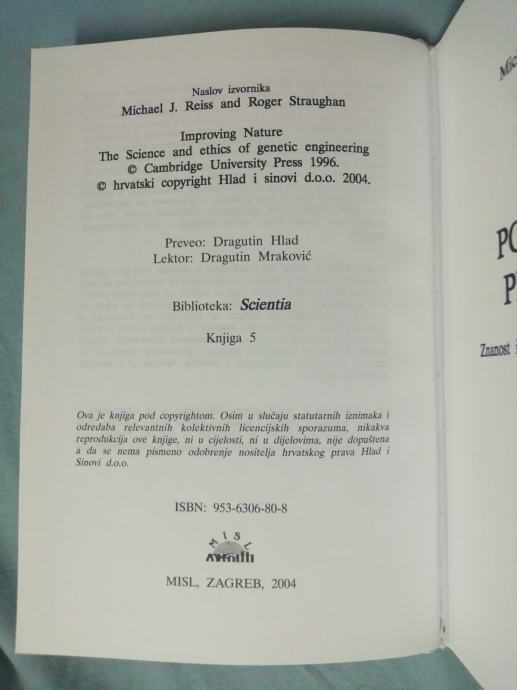 Naslov izvornika
Michael J. Reiss and Roger Straughan
Improving Nature
The Science and ethics of genetic engineering
© Cambridge University Press 1996.
© hrvatski copyright Hlad i sinovi d.o.o. 2004.
Preveo: Dragutin Hlad
Lektor: Dragutin Mraković
Biblioteka: Scientia
Knjiga 5
Ova je knjiga pod copyrightom. Osim u slučaju statutarnih iznimaka i
odredaba relevantnih kolektivnih licencijskih sporazuma, nikakva
reprodukcija ove knjige, ni u cijelosti, ni u dijelovima, nije dopuštena
a da se nema pismeno odobrenje nositelja hrvatskog prava Hlad i
Sinovi d.o.o.
ISBN: 953-6306-80-8
MISL
MISL, ZAGREB, 2004
Znanost i